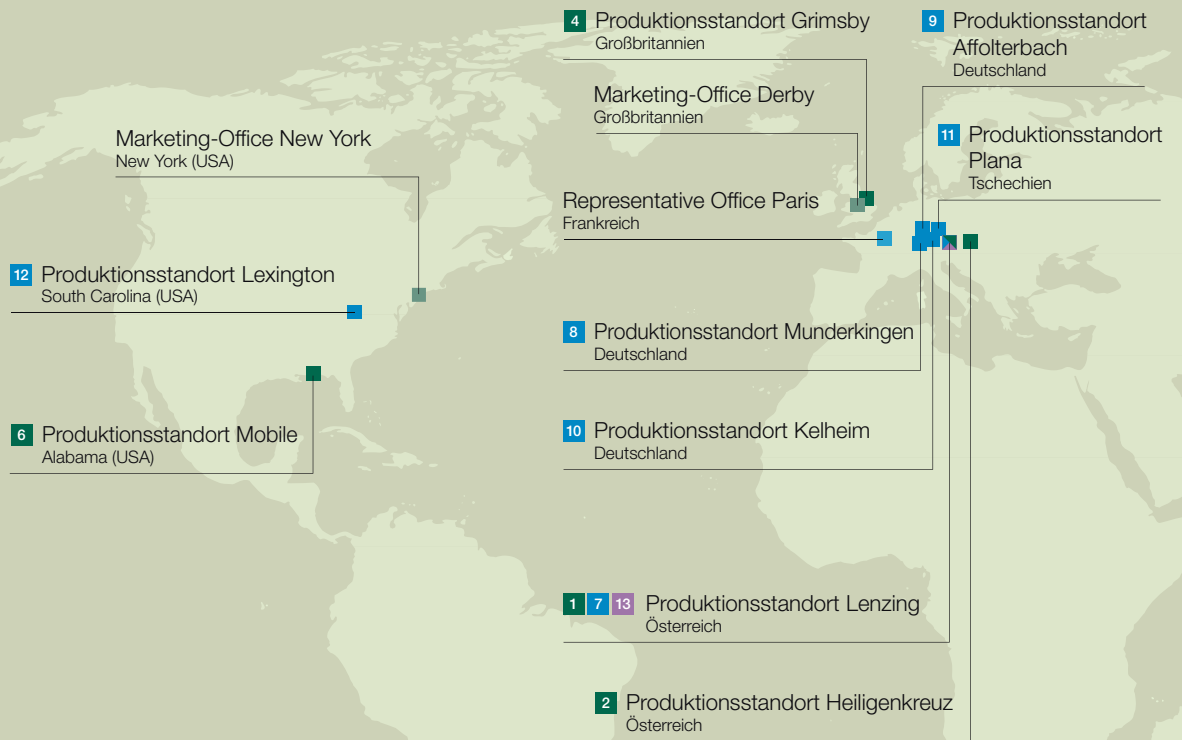 4 Produktionsstandort Grimsby
Großbritannien
9 Produktionsstandort
Affolterbach
Deutschland
Marketing-Office Derby
Großbritannien
Marketing-Office New York
New York (USA)
11 Produktionsstandort
Plana
Tschechien
Representative Office Paris
Frankreich
12 Produktionsstandort Lexington
South Carolina (USA)
8 Produktionsstandort Munderkingen
Deutschland
6 Produktionsstandort Mobile
Alabama (USA)
10 Produktionsstandort Kelheim
Deutschland
1 7 13 Produktionsstandort Lenzing
Österreich
2 Produktionsstandort Heiligenkreuz
Österreich